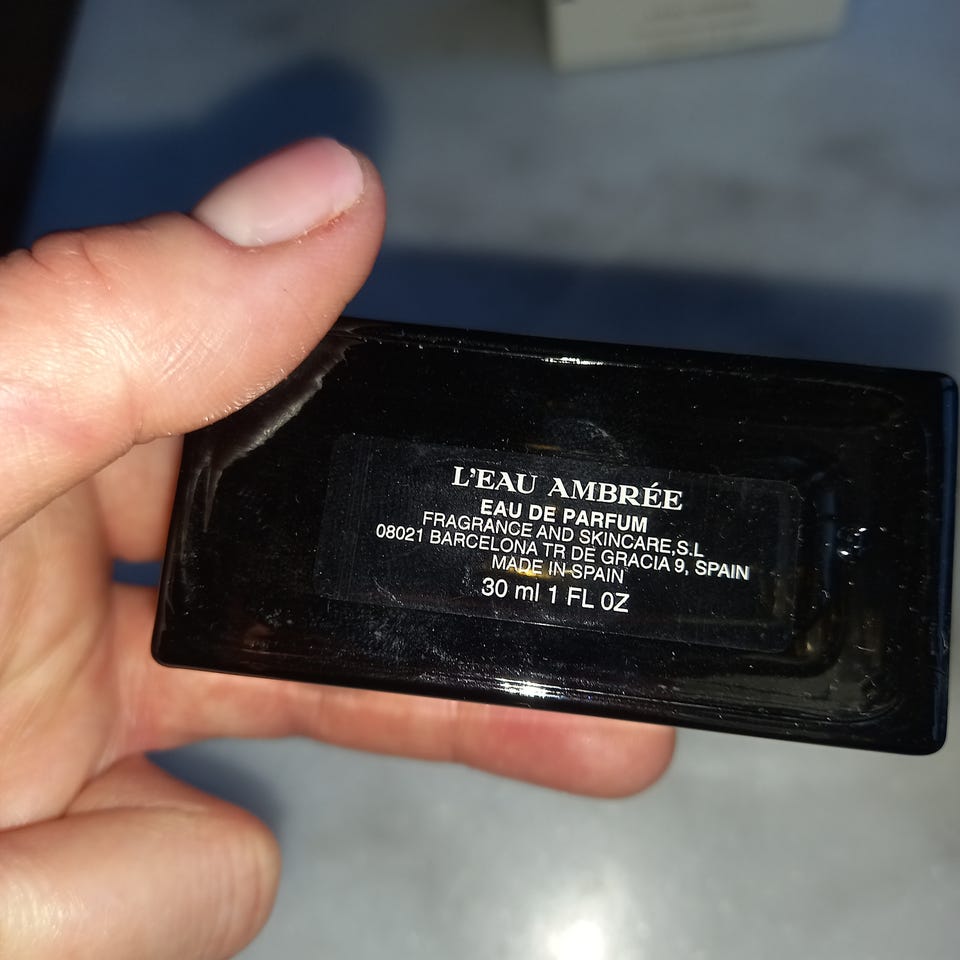 L'EAU AMBRÉE
EAU DE PARFUM
FRAGRANCE AND SKINCARE,S.L
08021 BARCELONA TR DE GRACIA 9, SPAIN
MADE IN SPAIN
30 ml 1 FL OZ